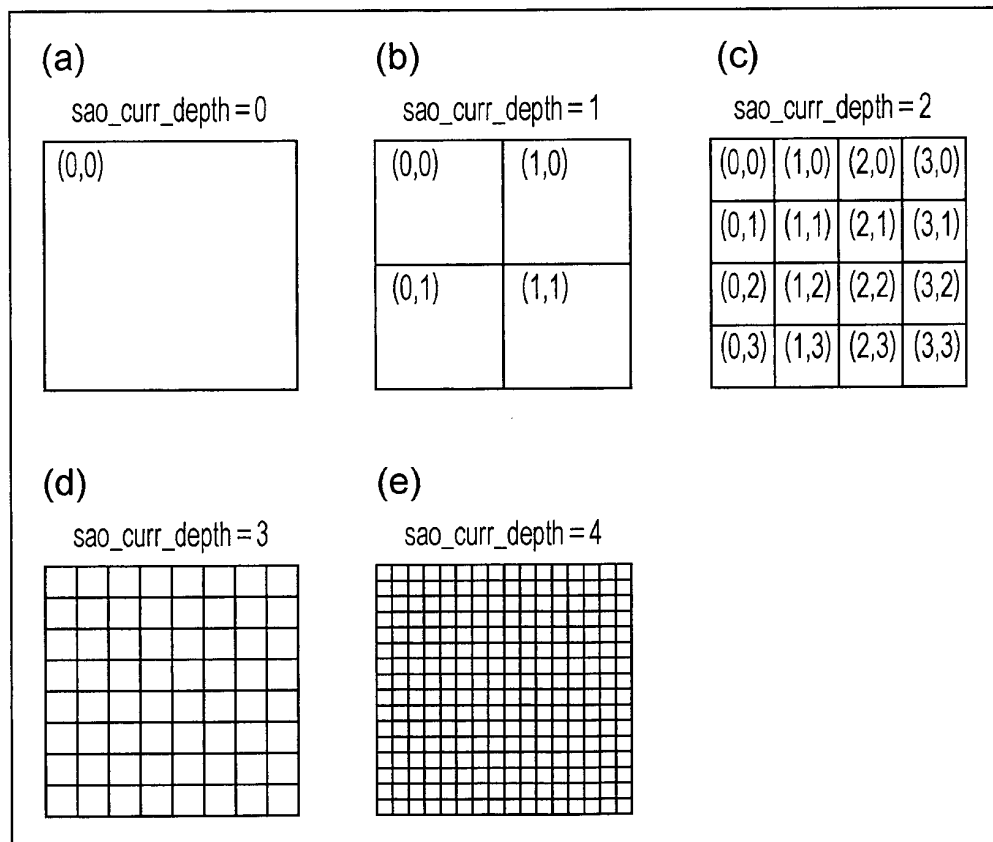 (a)
sao_curr_depth=0
(0,0)
(b)
sao_curr_depth=1
(0,0) (1,0)
(0,1) (1,1)
(c)
sao_curr_depth=2
(0,0) (1,0) (2,0) (3,0)
(0,1) (1,1) (2,1) (3,1)
(0,2) (1,2) (2,2) (3,2)
(0,3) (1,3) (2,3) (3,3)
(d)
sao_curr_depth=3
(e)
sao_curr_depth=4